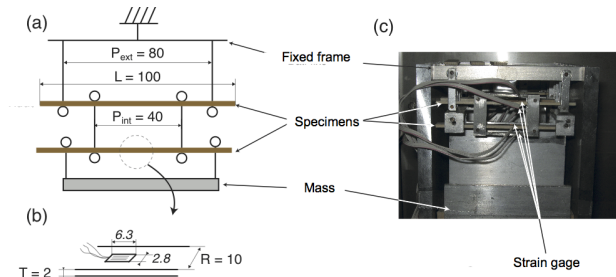 (a)
P_ext = 80
L = 100
P_int = 40
(b)
6.3
2.8
R = 10
T = 2
(c)
Fixed frame
Specimens
Mass
Strain gage